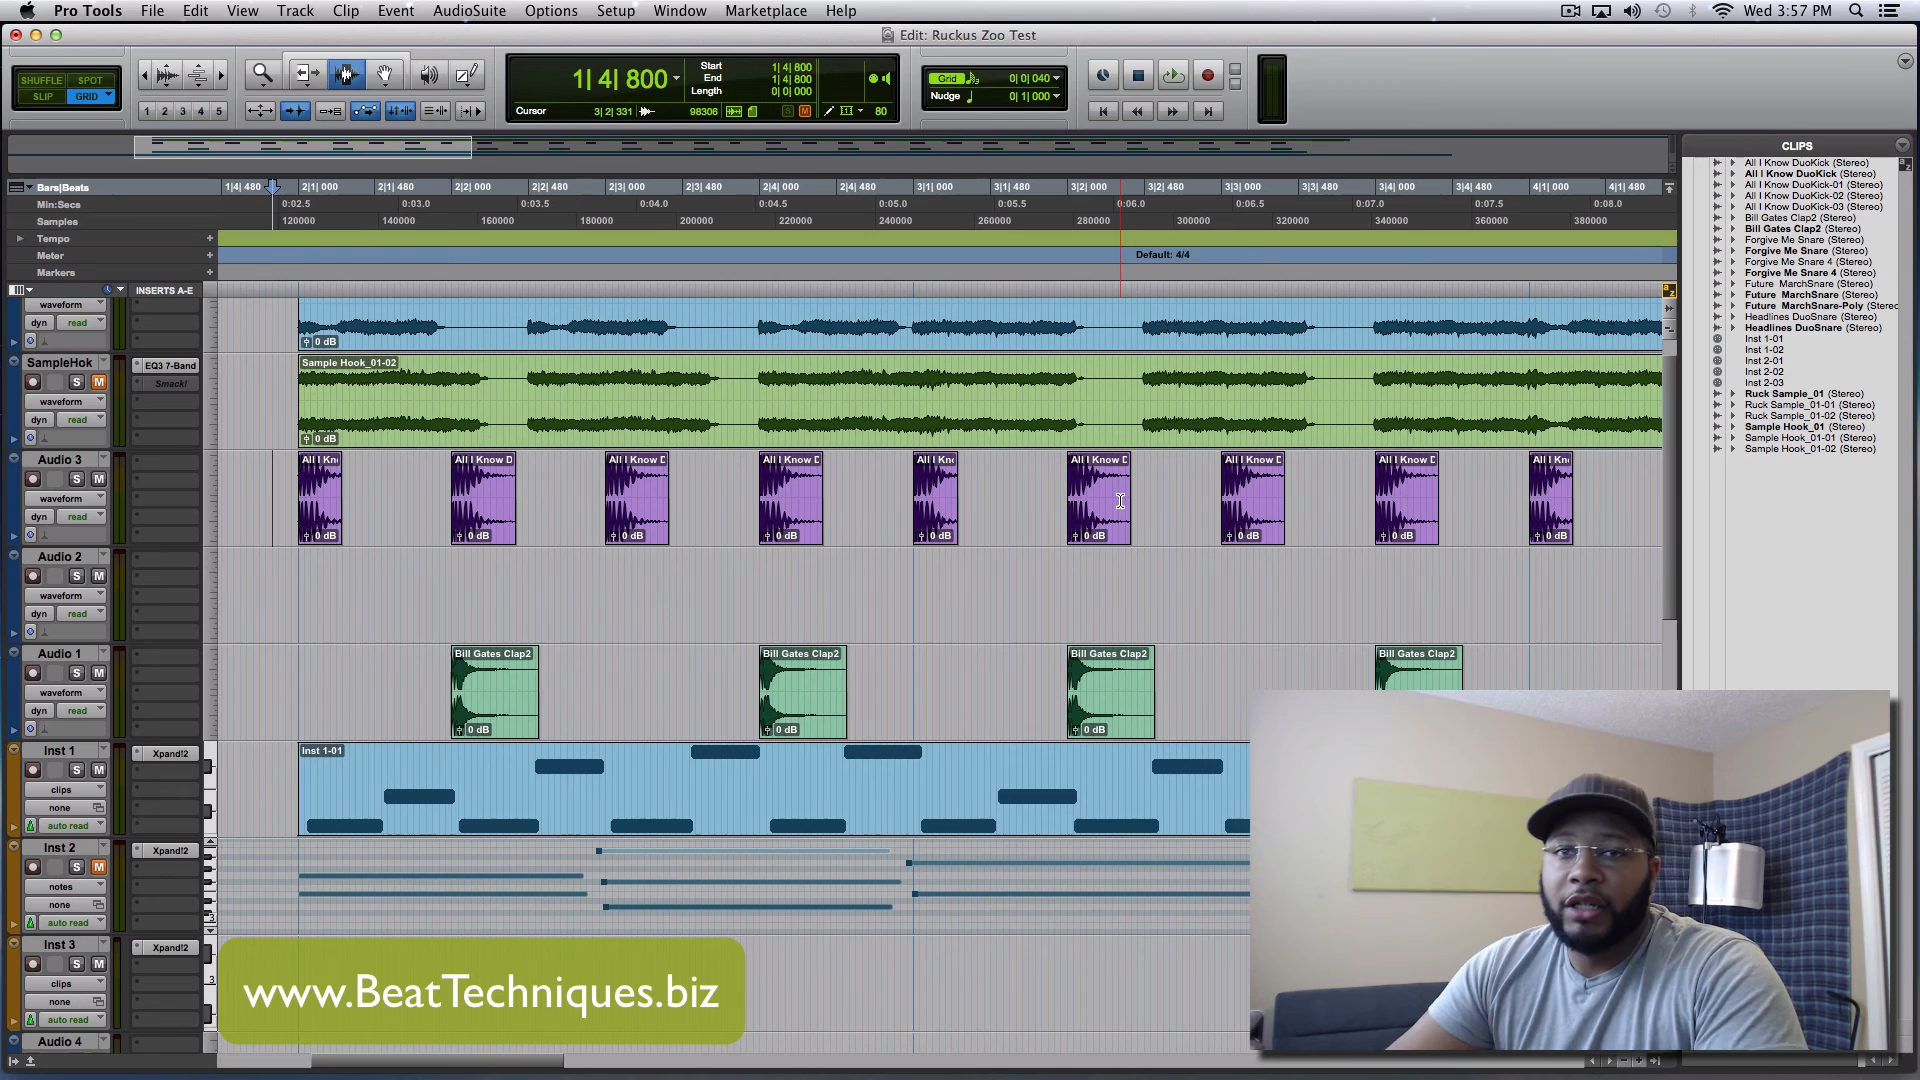 Pro Tools File Edit View Track Clip Event AudioSuite Options Setup Window Marketplace Help Wed 3:57 PM
Edit: Ruckus Zoo Test
SHUFFLE SPOT
SLIP GRID
1 2 3 4 5
1| 4| 800
Start 1| 4| 800
End 1| 4| 800
Length 0| 0| 000
Cursor 3| 2| 331 98306 S M 80
Grid 0| 0| 040
Nudge 0| 1| 000
CLIPS
Bars|Beats 1|4| 480 2|1| 000 2|1| 480 2|2| 000 2|2| 480 2|3| 000 2|3| 480 2|4| 000 2|4| 480 3|1| 000 3|1| 480 3|2| 000 3|2| 480 3|3| 000 3|3| 480 3|4| 000 3|4| 480 4|1| 000 4|1| 480
Min:Secs 0:02.5 0:03.0 0:03.5 0:04.0 0:04.5 0:05.0 0:05.5 0:06.0 0:06.5 0:07.0 0:07.5 0:08.0
Samples 120000 140000 160000 180000 200000 220000 240000 260000 280000 300000 320000 340000 360000 380000
Tempo
Meter Default: 4/4
Markers
INSERTS A-E
waveform
dyn read
0 dB
SampleHok EQ3 7-Band Sample Hook_01-02
S M Smack!
waveform
dyn read
0 dB
Audio 3 All I Kn All I Know D All I Know D All I Know D All I Kn All I Know D All I Know D All I Know D All I Kn
S M
waveform
dyn read
0 dB 0 dB 0 dB 0 dB 0 dB 0 dB 0 dB 0 dB 0 dB
Audio 2
S M
waveform
dyn read
Audio 1 Bill Gates Clap2 Bill Gates Clap2 Bill Gates Clap2 Bill Gates Clap2
S M
waveform
dyn read
0 dB 0 dB 0 dB
Inst 1 Xpand!2 Inst 1-01
S M
clips
none
auto read
Inst 2 Xpand!2
S M
notes
none
auto read
3
Inst 3 Xpand!2
S M
clips
3
none
auto read
Audio 4
All I Know DuoKick (Stereo)
All I Know DuoKick (Stereo)
All I Know DuoKick-01 (Stereo)
All I Know DuoKick-02 (Stereo)
All I Know DuoKick-03 (Stereo)
Bill Gates Clap2 (Stereo)
Bill Gates Clap2 (Stereo)
Forgive Me Snare (Stereo)
Forgive Me Snare (Stereo)
Forgive Me Snare 4 (Stereo)
Forgive Me Snare 4 (Stereo)
Future MarchSnare (Stereo)
Future MarchSnare (Stereo)
Future MarchSnare-Poly (Stereo
Headlines DuoSnare (Stereo)
Headlines DuoSnare (Stereo)
Inst 1-01
Inst 1-02
Inst 2-01
Inst 2-02
Inst 2-03
Ruck Sample_01 (Stereo)
Ruck Sample_01-01 (Stereo)
Ruck Sample_01-02 (Stereo)
Sample Hook_01 (Stereo)
Sample Hook_01-01 (Stereo)
Sample Hook_01-02 (Stereo)
www.BeatTechniques.biz